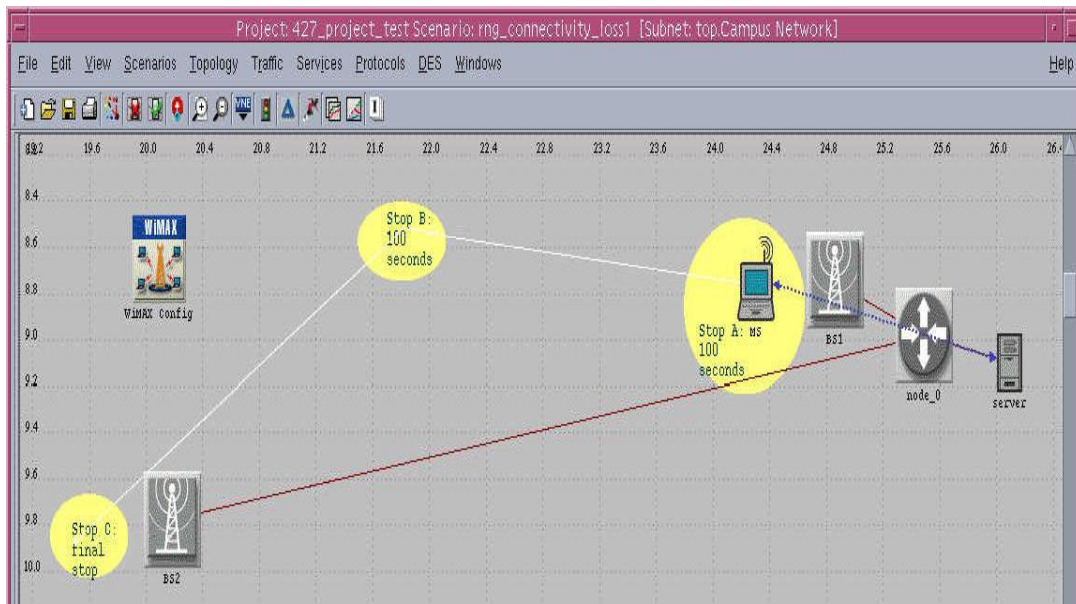 Project: 427_project_test Scenario: rng_connectivity_loss1 [Subnet: top.Campus Network]
File Edit View Scenarios Topology Traffic Services Protocols DES Windows Help
VNE
19.6 20.0 20.4 20.8 21.2 21.6 22.0 22.4 22.8 23.2 23.6 24.0 24.4 24.8 25.2 25.6 26.0 26.4
8.4
8.6
8.8
9.0
9.2
9.4
9.6
9.8
10.0
WiMAX
WiMAX Config
Stop B:
100
seconds
Stop A: MS
100
seconds
BS1
node_0
server
Stop C:
final
stop
BS2